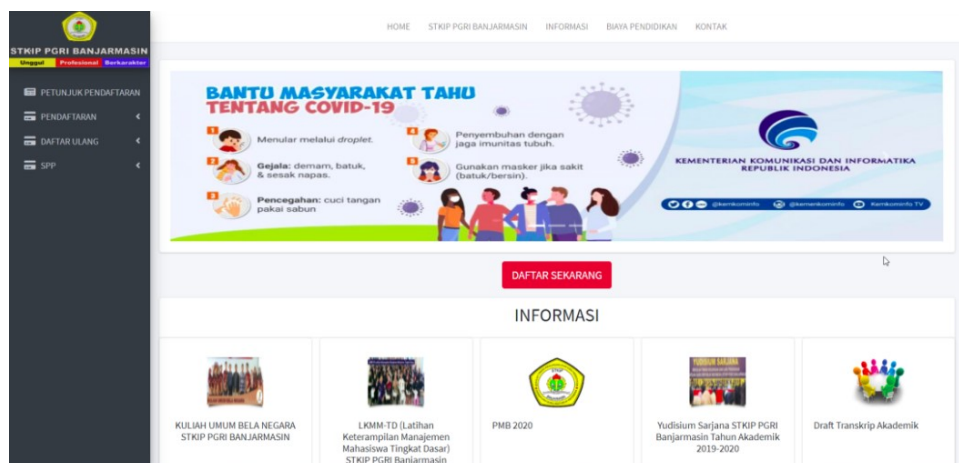 HOME STKIP PGRI BANJARMASIN INFORMASI BIAYA PENDIDIKAN KONTAK
STKIP PGRI BANJARMASIN
Unggul Profesional Berkarakter
PETUNJUK PENDAFTARAN
PENDAFTARAN
DAFTAR ULANG
SPP
BANTU MASYARAKAT TAHU
TENTANG COVID-19
1 Menular melalui droplet.
2 Gejala: demam, batuk,
& sesak napas.
3 Pencegahan: cuci tangan
pakai sabun
4 Penyembuhan dengan
jaga imunitas tubuh.
5 Gunakan masker jika sakit
(batuk/bersin).
KEMENTERIAN KOMUNIKASI DAN INFORMATIKA
REPUBLIK INDONESIA
@kemkominfo @kemenkominfo Kemkominfo TV
DAFTAR SEKARANG
INFORMASI
KULIAH UMUM BELA NEGARA
STKIP PGRI BANJARMASIN
LKMM-TD (Latihan
Keterampilan Manajemen
Mahasiswa Tingkat Dasar)
STKIP PGRI Banjarmasin
PMB 2020
YUDISIUM SARJANA
Yudisium Sarjana STKIP PGRI
Banjarmasin Tahun Akademik
2019-2020
Draft Transkrip Akademik